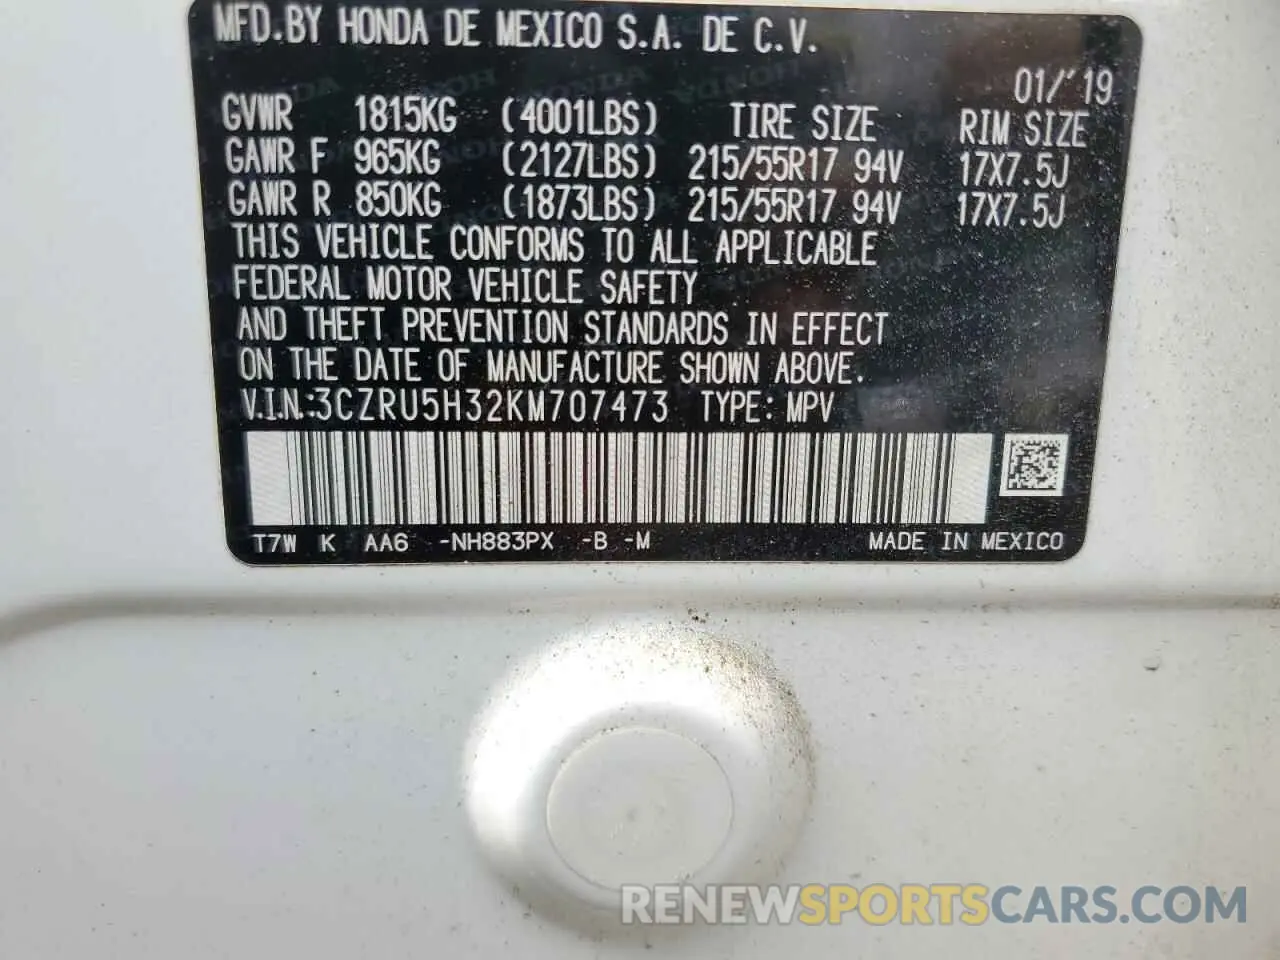 MFD.BY HONDA DE MEXICO S.A. DE C.V.
01/'19
GVWR 1815KG (4001LBS) TIRE SIZE RIM SIZE
GAWR F 965KG (2127LBS) 215/55R17 94V 17X7.5J
GAWR R 850KG (1873LBS) 215/55R17 94V 17X7.5J
THIS VEHICLE CONFORMS TO ALL APPLICABLE
FEDERAL MOTOR VEHICLE SAFETY
AND THEFT PREVENTION STANDARDS IN EFFECT
ON THE DATE OF MANUFACTURE SHOWN ABOVE.
V.I.N.:3CZRU5H32KM707473 TYPE: MPV
T7W K AA6 -NH883PX -B -M MADE IN MEXICO
RENEWSPORTSCARS.COM